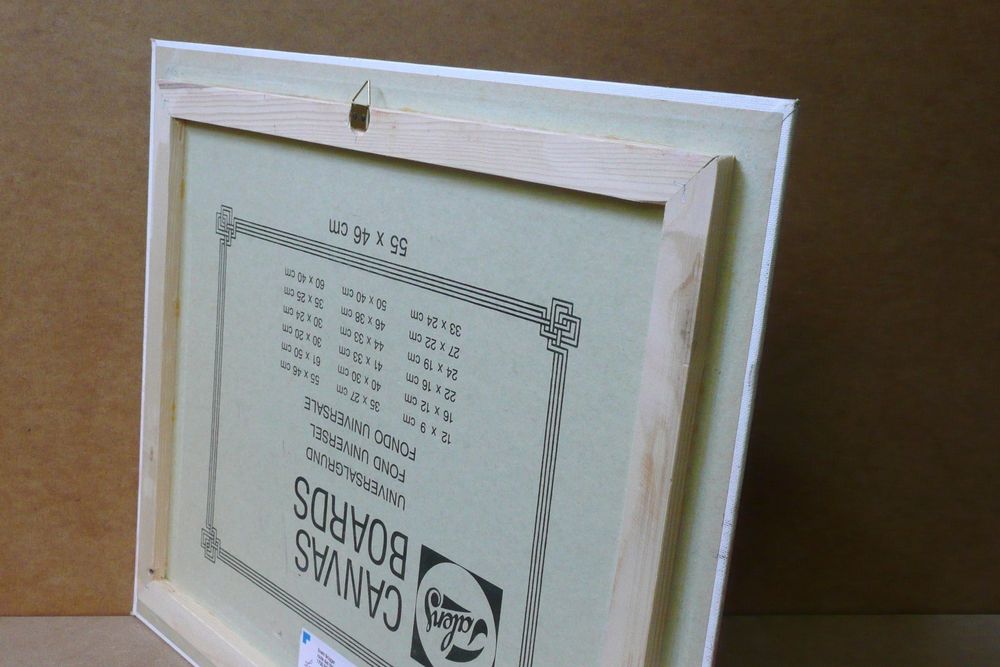 Talens
CANVAS
BOARDS
UNIVERSALGRUND
FOND UNIVERSEL
FONDO UNIVERSALE
12 x 9 cm 35 x 27 cm 55 x 46 cm
16 x 12 cm 40 x 30 cm 61 x 50 cm
22 x 16 cm 41 x 33 cm 30 x 20 cm
24 x 19 cm 44 x 33 cm 30 x 24 cm
27 x 22 cm 46 x 38 cm 35 x 25 cm
33 x 24 cm 50 x 40 cm 60 x 40 cm
55 x 46 cm